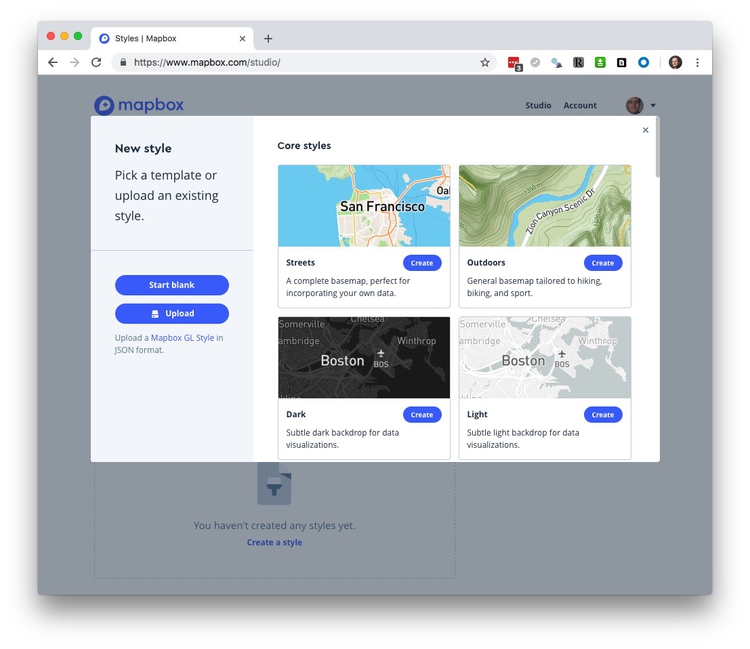 Styles | Mapbox
https://www.mapbox.com/studio/
3
mapbox
Studio
Account
New style
Pick a template or
upload an existing
style.
Start blank
Upload
Upload a Mapbox GL Style in
JSON format.
Core styles
San Francisco
Oa
Streets
Create
A complete basemap, perfect for
incorporating your own data.
1350 m
Zion Canyon Scenic Dr
Outdoors
Create
General basemap tailored to hiking,
biking, and sport.
Somerville
Chelsea
ambridge
Winthrop
Boston
BOS
Dark
Create
Subtle dark backdrop for data
visualizations.
Somerville
Chelsea
ambridge
Winthrop
Boston
BOS
Light
Create
Subtle light backdrop for data
visualizations.
You haven't created any styles yet.
Create a style